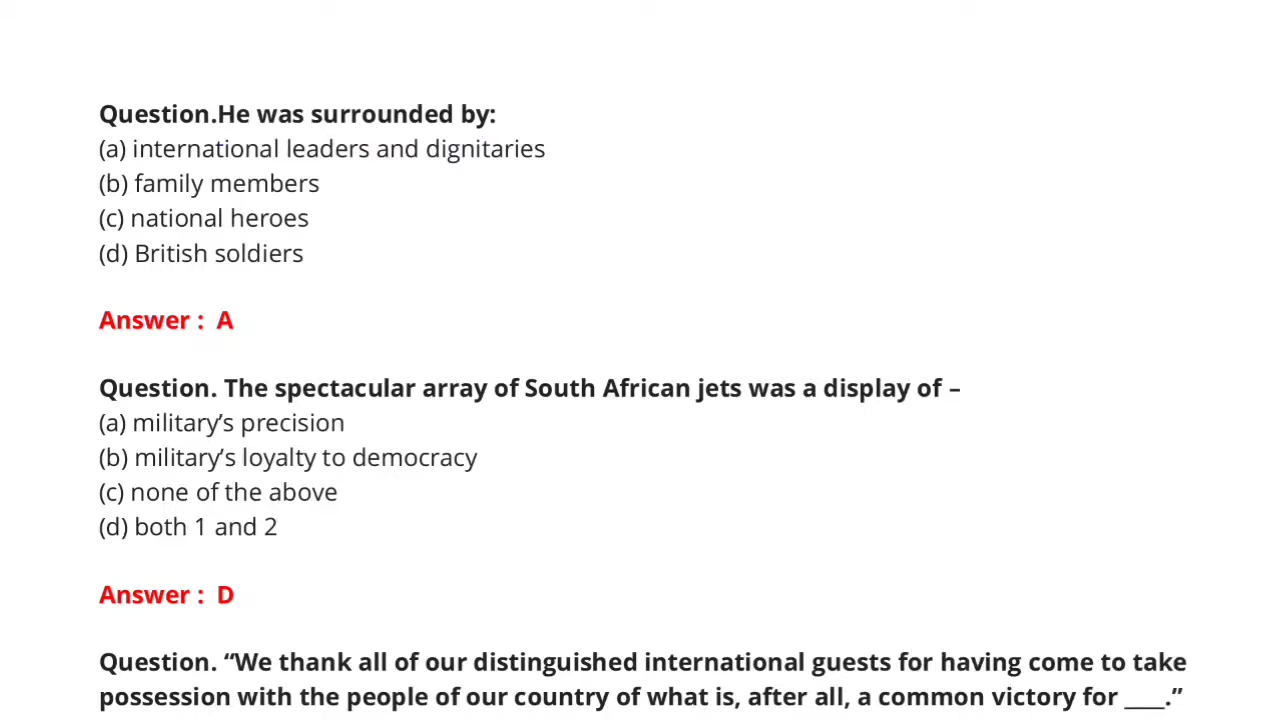 Question.He was surrounded by:
(a) international leaders and dignitaries
(b) family members
(c) national heroes
(d) British soldiers
Answer :  A
Question. The spectacular array of South African jets was a display of –
(a) military’s precision
(b) military’s loyalty to democracy
(c) none of the above
(d) both 1 and 2
Answer :  D
Question. “We thank all of our distinguished international guests for having come to take
possession with the people of our country of what is, after all, a common victory for ____.”